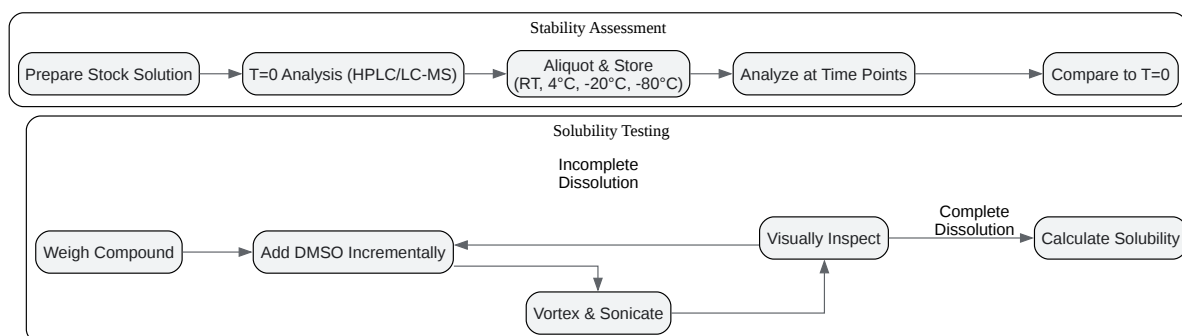 Stability Assessment
Prepare Stock Solution
T=0 Analysis (HPLC/LC-MS)
Aliquot & Store
(RT, 4°C, -20°C, -80°C)
Analyze at Time Points
Compare to T=0
Solubility Testing
Incomplete
Dissolution
Weigh Compound
Add DMSO Incrementally
Vortex & Sonicate
Visually Inspect
Complete
Dissolution
Calculate Solubility